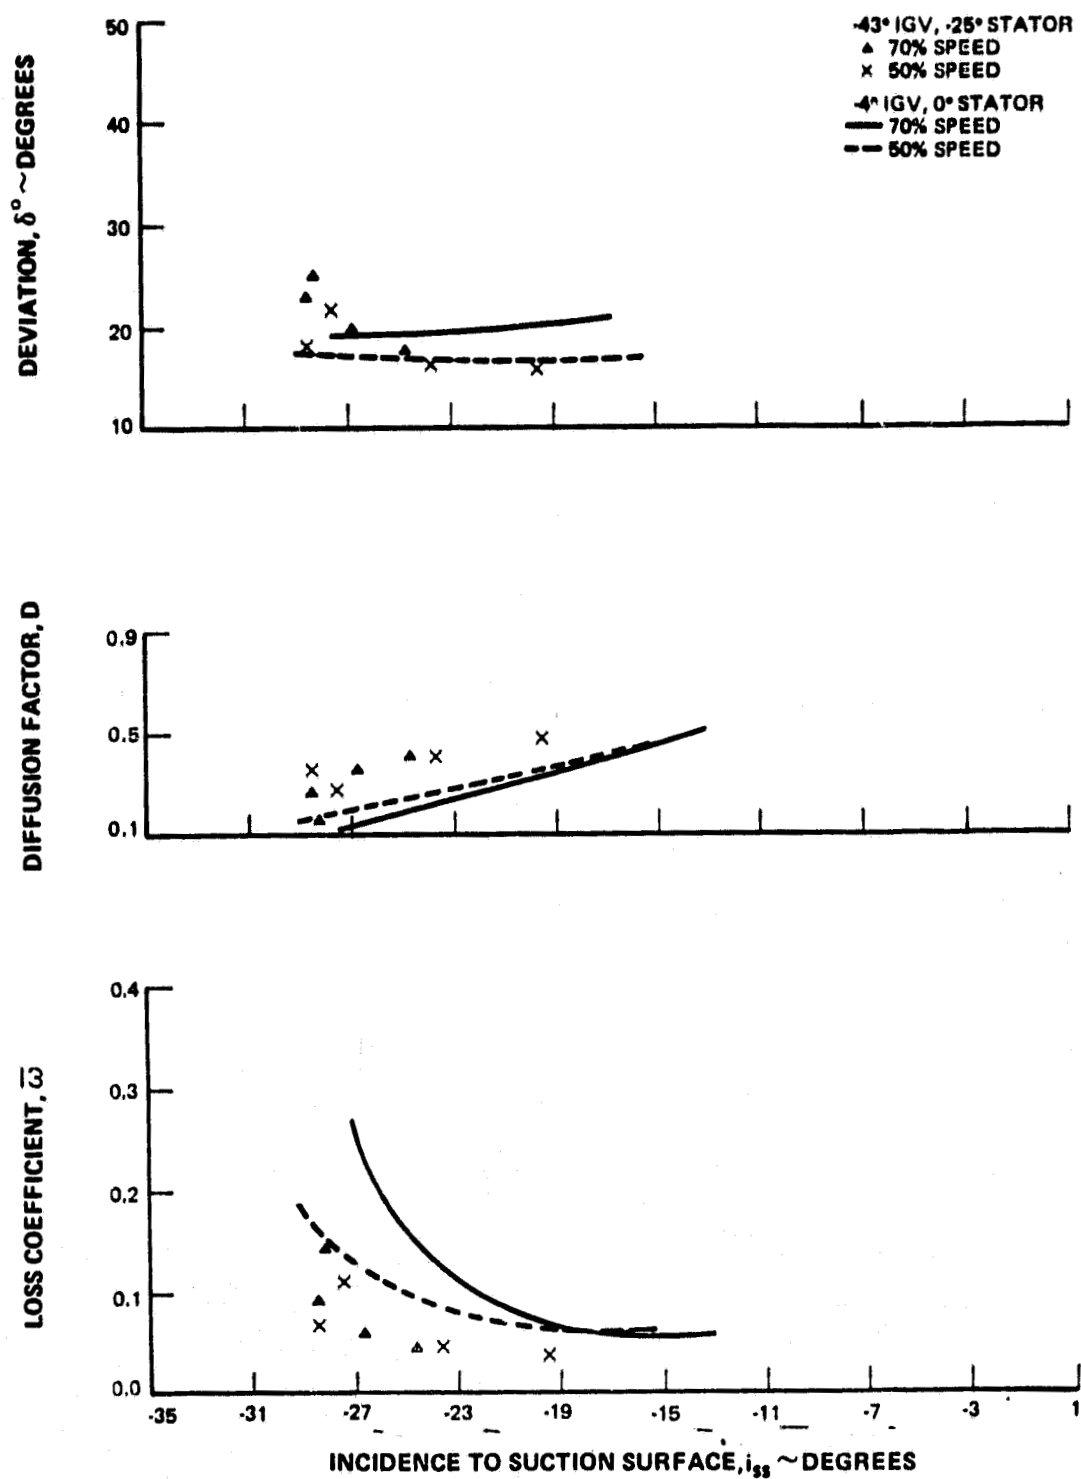 -43° IGV, -25° STATOR
▲ 70% SPEED
× 50% SPEED
-4° IGV, 0° STATOR
70% SPEED
50% SPEED
DEVIATION, δ° ~ DEGREES
50
40
30
20
10
DIFFUSION FACTOR, D
0.9
0.5
0.1
LOSS COEFFICIENT, ω̅
0.4
0.3
0.2
0.1
0.0
-35 -31 -27 -23 -19 -15 -11 -7 -3 1
INCIDENCE TO SUCTION SURFACE, iss ~ DEGREES